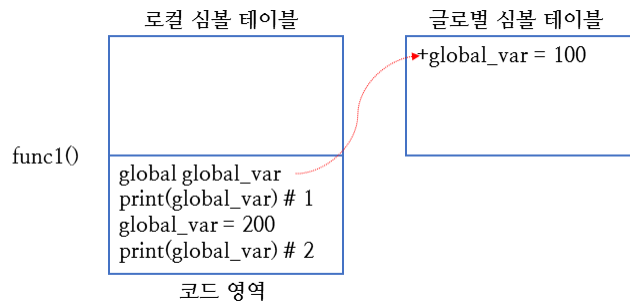 로컬 심볼 테이블
글로벌 심볼 테이블
+global_var = 100
func1()
global global_var
print(global_var) # 1
global_var = 200
print(global_var) # 2
코드 영역